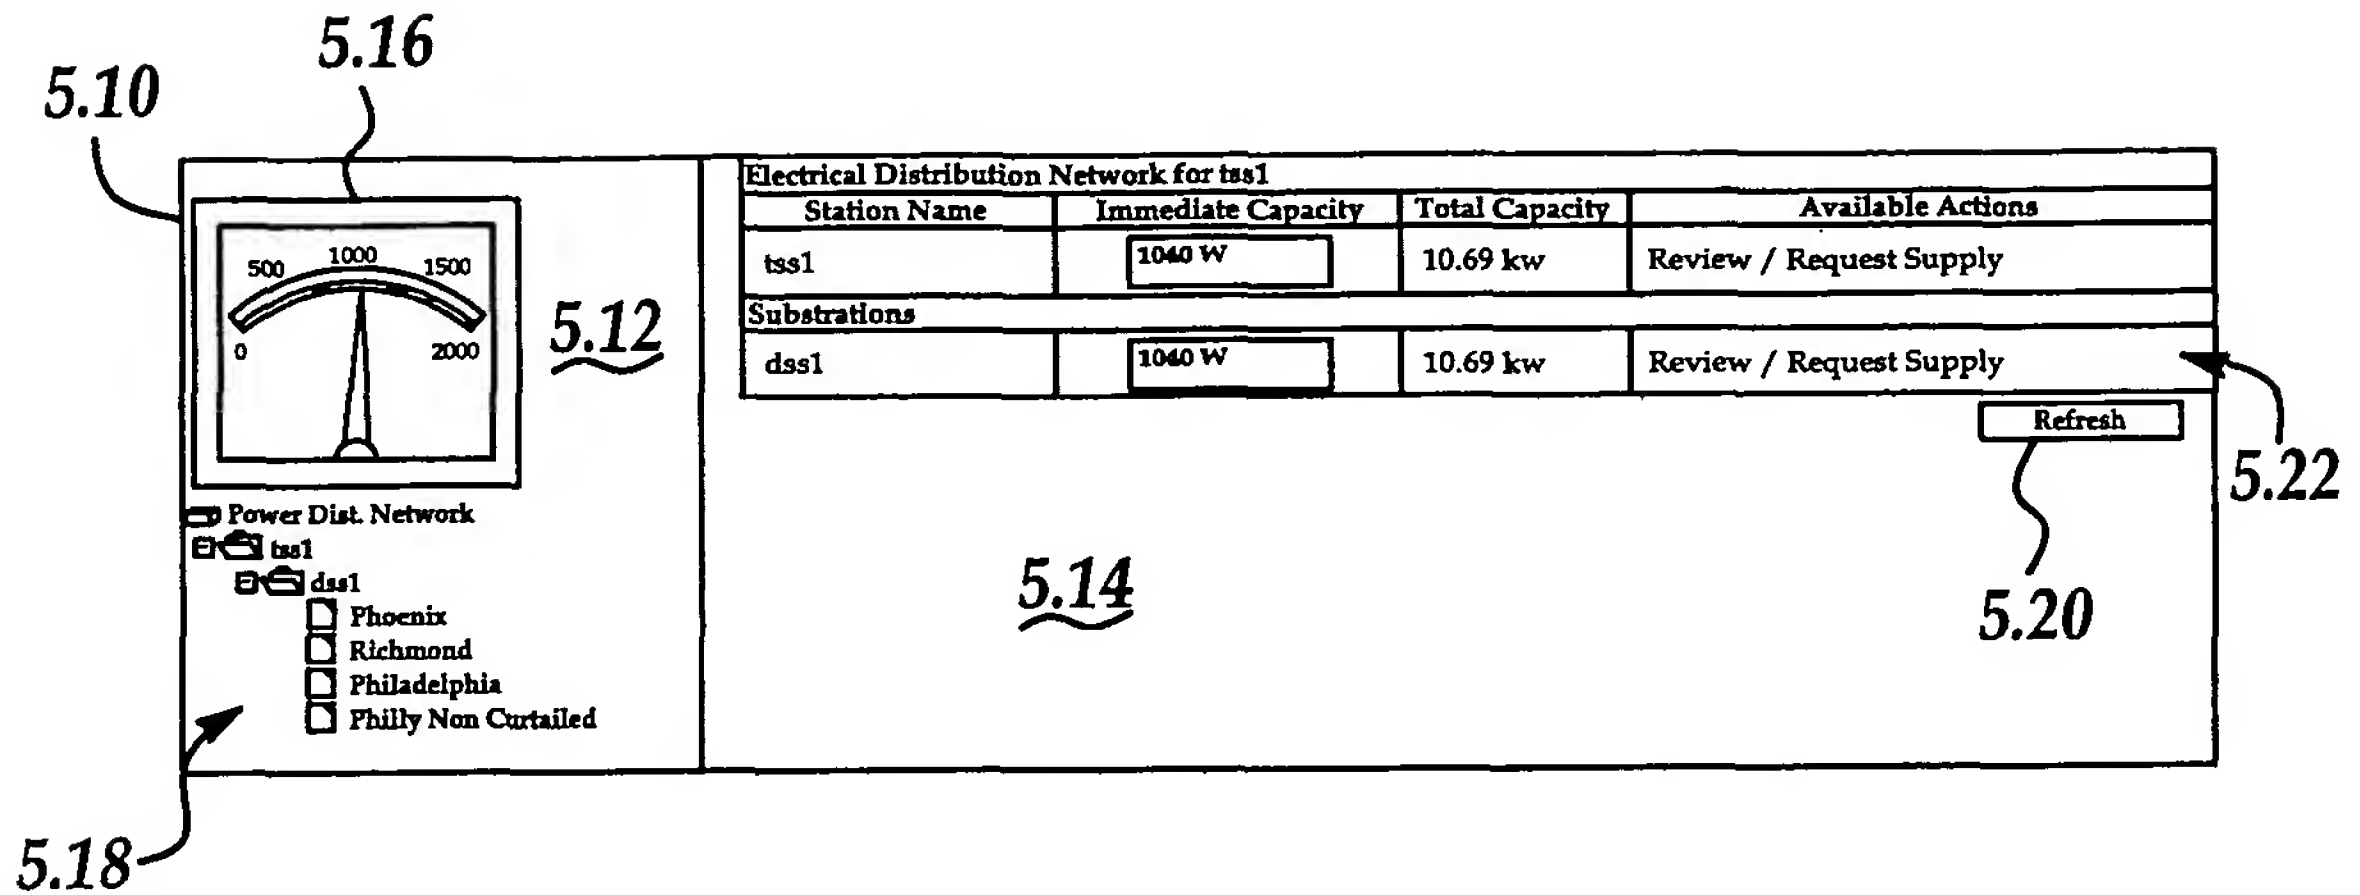 5.16
5.10
500 1000 1500
0 2000
5.12
Power Dist. Network
tss1
dss1
Phoenix
Richmond
Philadelphia
Philly Non Curtailed
5.18
Electrical Distribution Network for tss1
Station Name Immediate Capacity Total Capacity Available Actions
tss1 1040 W 10.69 kw Review / Request Supply
Substrations
dss1 1040 W 10.69 kw Review / Request Supply
Refresh
5.22
5.14
5.20